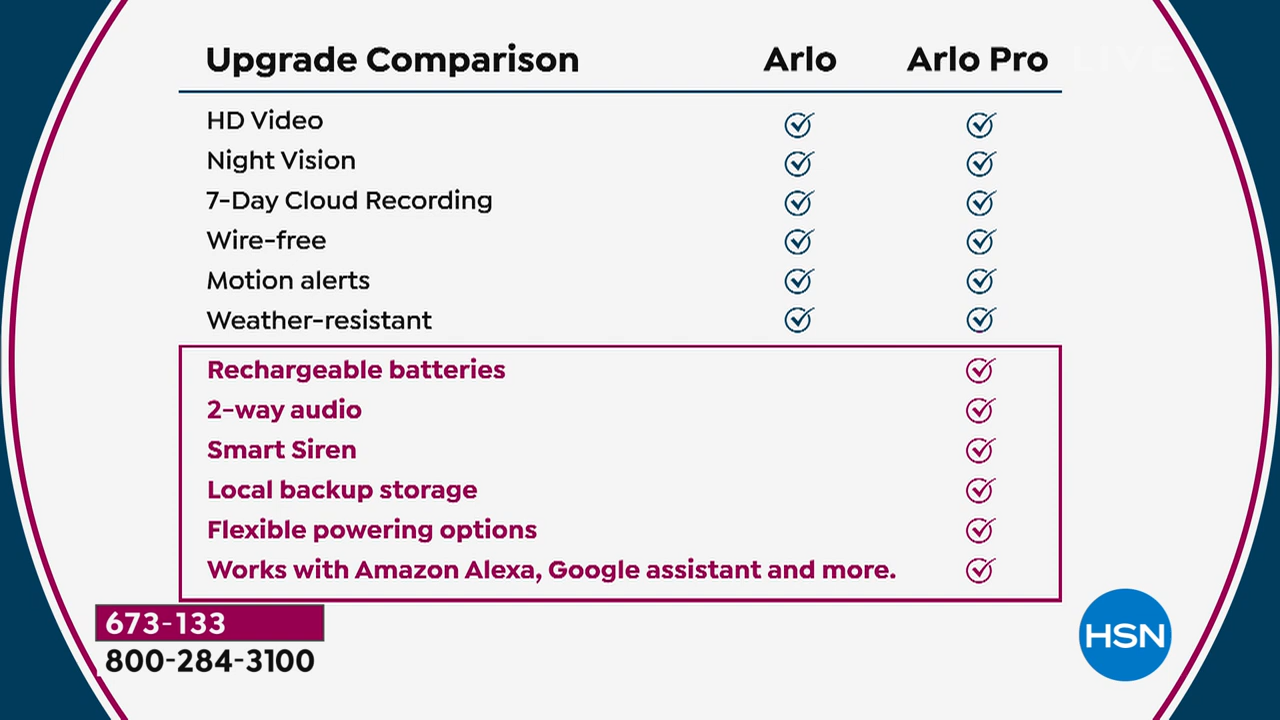 Upgrade Comparison Arlo Arlo Pro LIVE
HD Video
Night Vision
7-Day Cloud Recording
Wire-free
Motion alerts
Weather-resistant
Rechargeable batteries
2-way audio
Smart Siren
Local backup storage
Flexible powering options
Works with Amazon Alexa, Google assistant and more.
673-133
800-284-3100
HSN